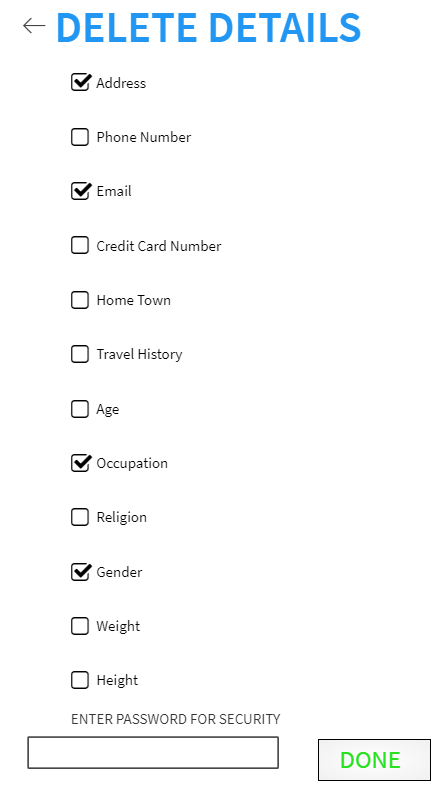 DELETE DETAILS
Address
Phone Number
Email
Credit Card Number
Home Town
Travel History
Age
Occupation
Religion
Gender
Weight
Height
ENTER PASSWORD FOR SECURITY
DONE